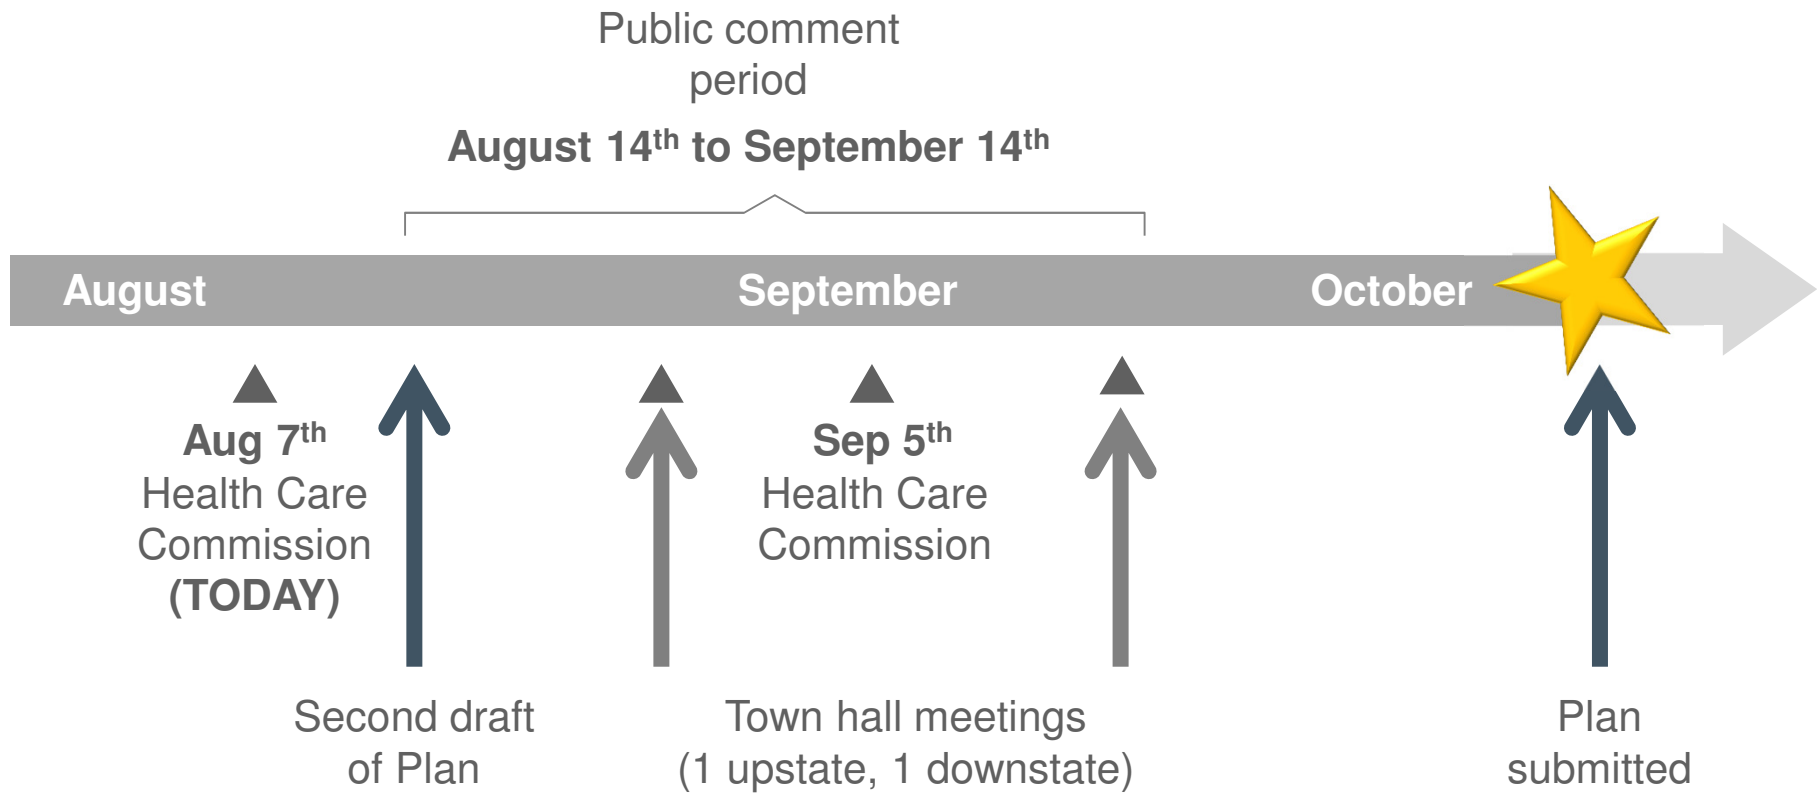 Public comment
period
August 14th to September 14th
August
September
October
Aug 7th
Health Care
Commission
(TODAY)
Sep 5th
Health Care
Commission
Second draft
of Plan
Town hall meetings
(1 upstate, 1 downstate)
Plan
submitted